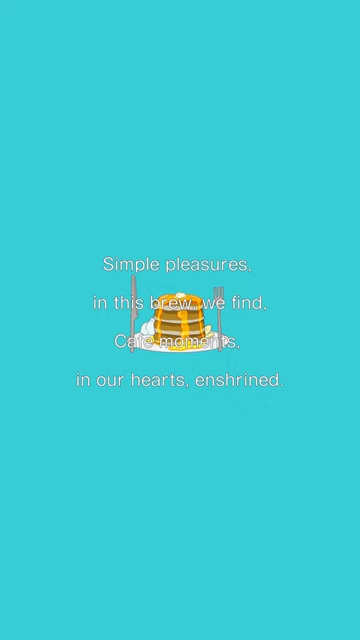 Simple pleasures,
in this brew, we find,
Cafe moments,
in our hearts, enshrined.